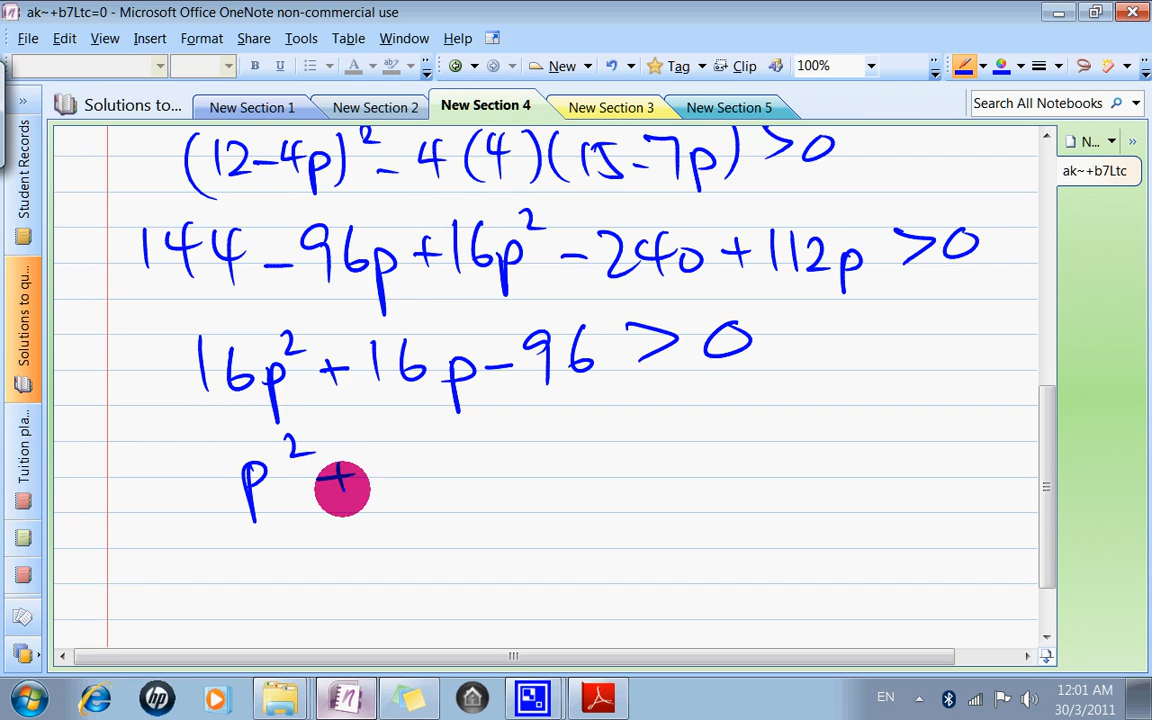 ak~+b7Ltc=0 - Microsoft Office OneNote non-commercial use
File Edit View Insert Format Share Tools Table Window Help
B U A ab New Tag Clip 100%
» Solutions to... New Section 1 New Section 2 New Section 4 New Section 3 New Section 5 Search All Notebooks
Student Records
Solutions to qu...
Tuition pla...
N... »
ak~+b7Ltc
(12-4p)² - 4(4)(15-7p) >0
144 - 96p + 16p² - 240 + 112p >0
16p² + 16p - 96 > 0
p² +
EN 12:01 AM
30/3/2011